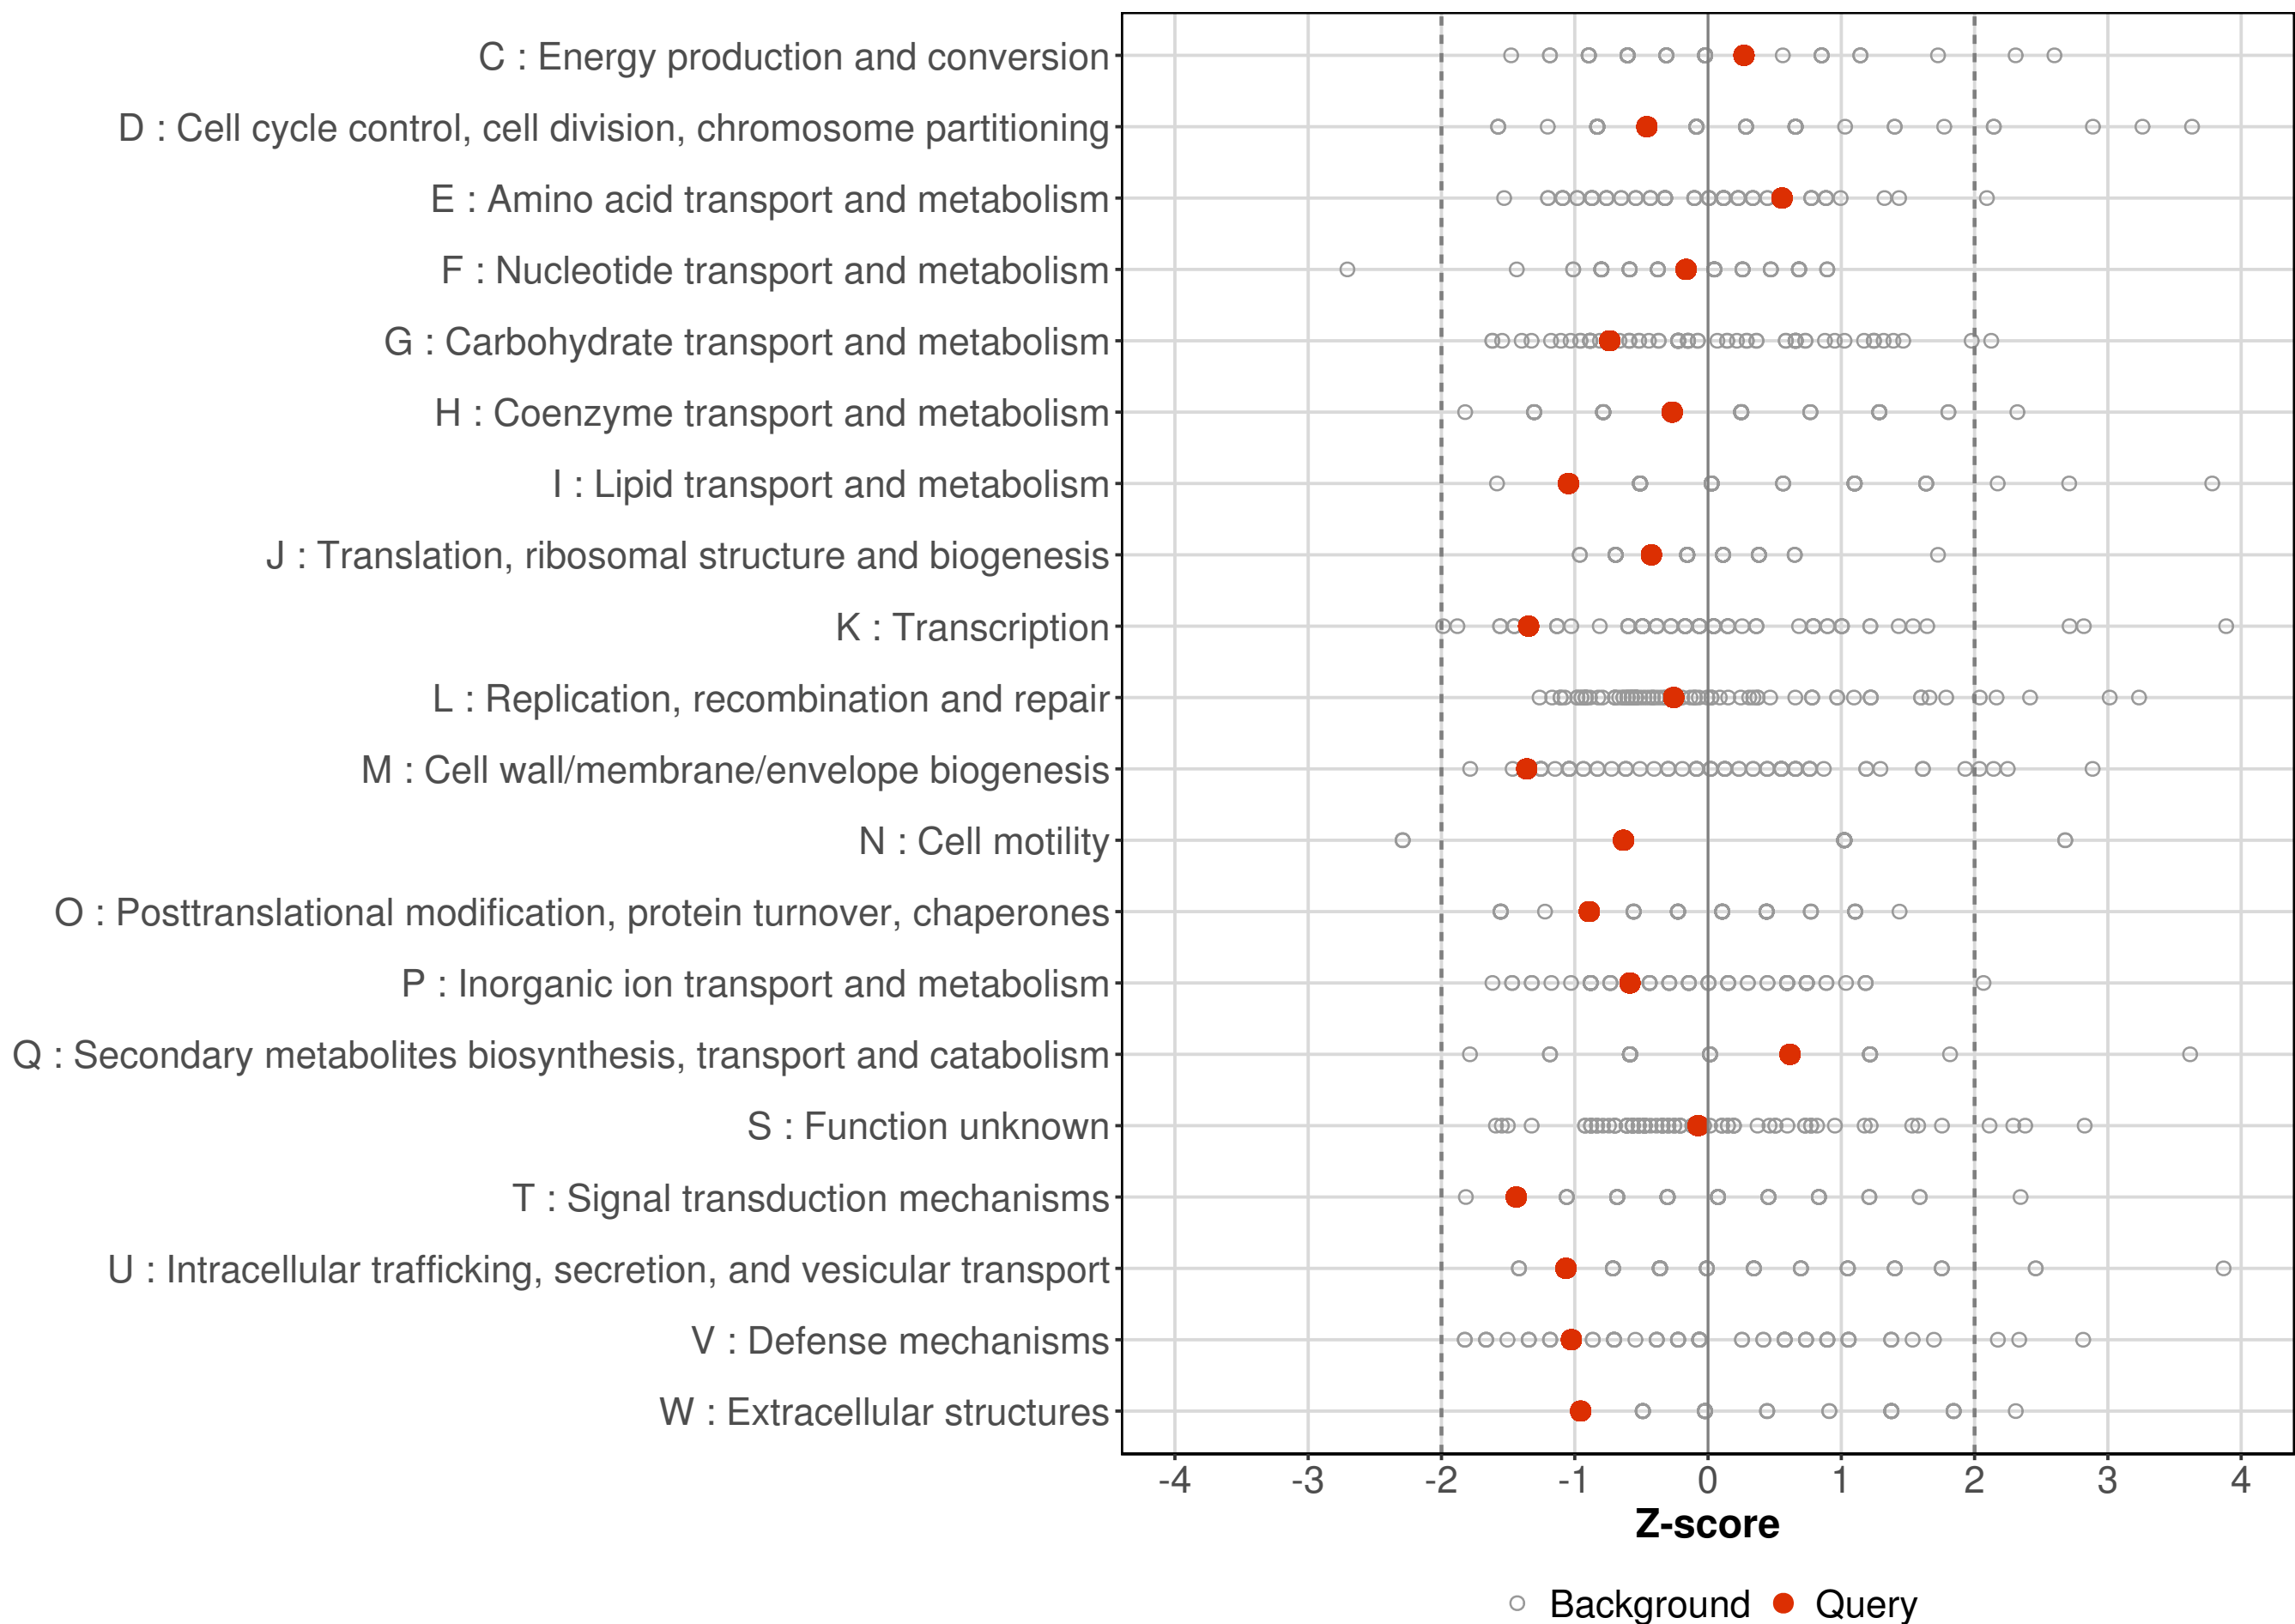 C : Energy production and conversion
D : Cell cycle control, cell division, chromosome partitioning
E : Amino acid transport and metabolism
F : Nucleotide transport and metabolism
G : Carbohydrate transport and metabolism
H : Coenzyme transport and metabolism
I : Lipid transport and metabolism
J : Translation, ribosomal structure and biogenesis
K : Transcription
L : Replication, recombination and repair
M : Cell wall/membrane/envelope biogenesis
N : Cell motility
O : Posttranslational modification, protein turnover, chaperones
P : Inorganic ion transport and metabolism
Q : Secondary metabolites biosynthesis, transport and catabolism
S : Function unknown
T : Signal transduction mechanisms
U : Intracellular trafficking, secretion, and vesicular transport
V : Defense mechanisms
W : Extracellular structures
-4 -3 -2 -1 0 1 2 3 4
Z-score
Background Query